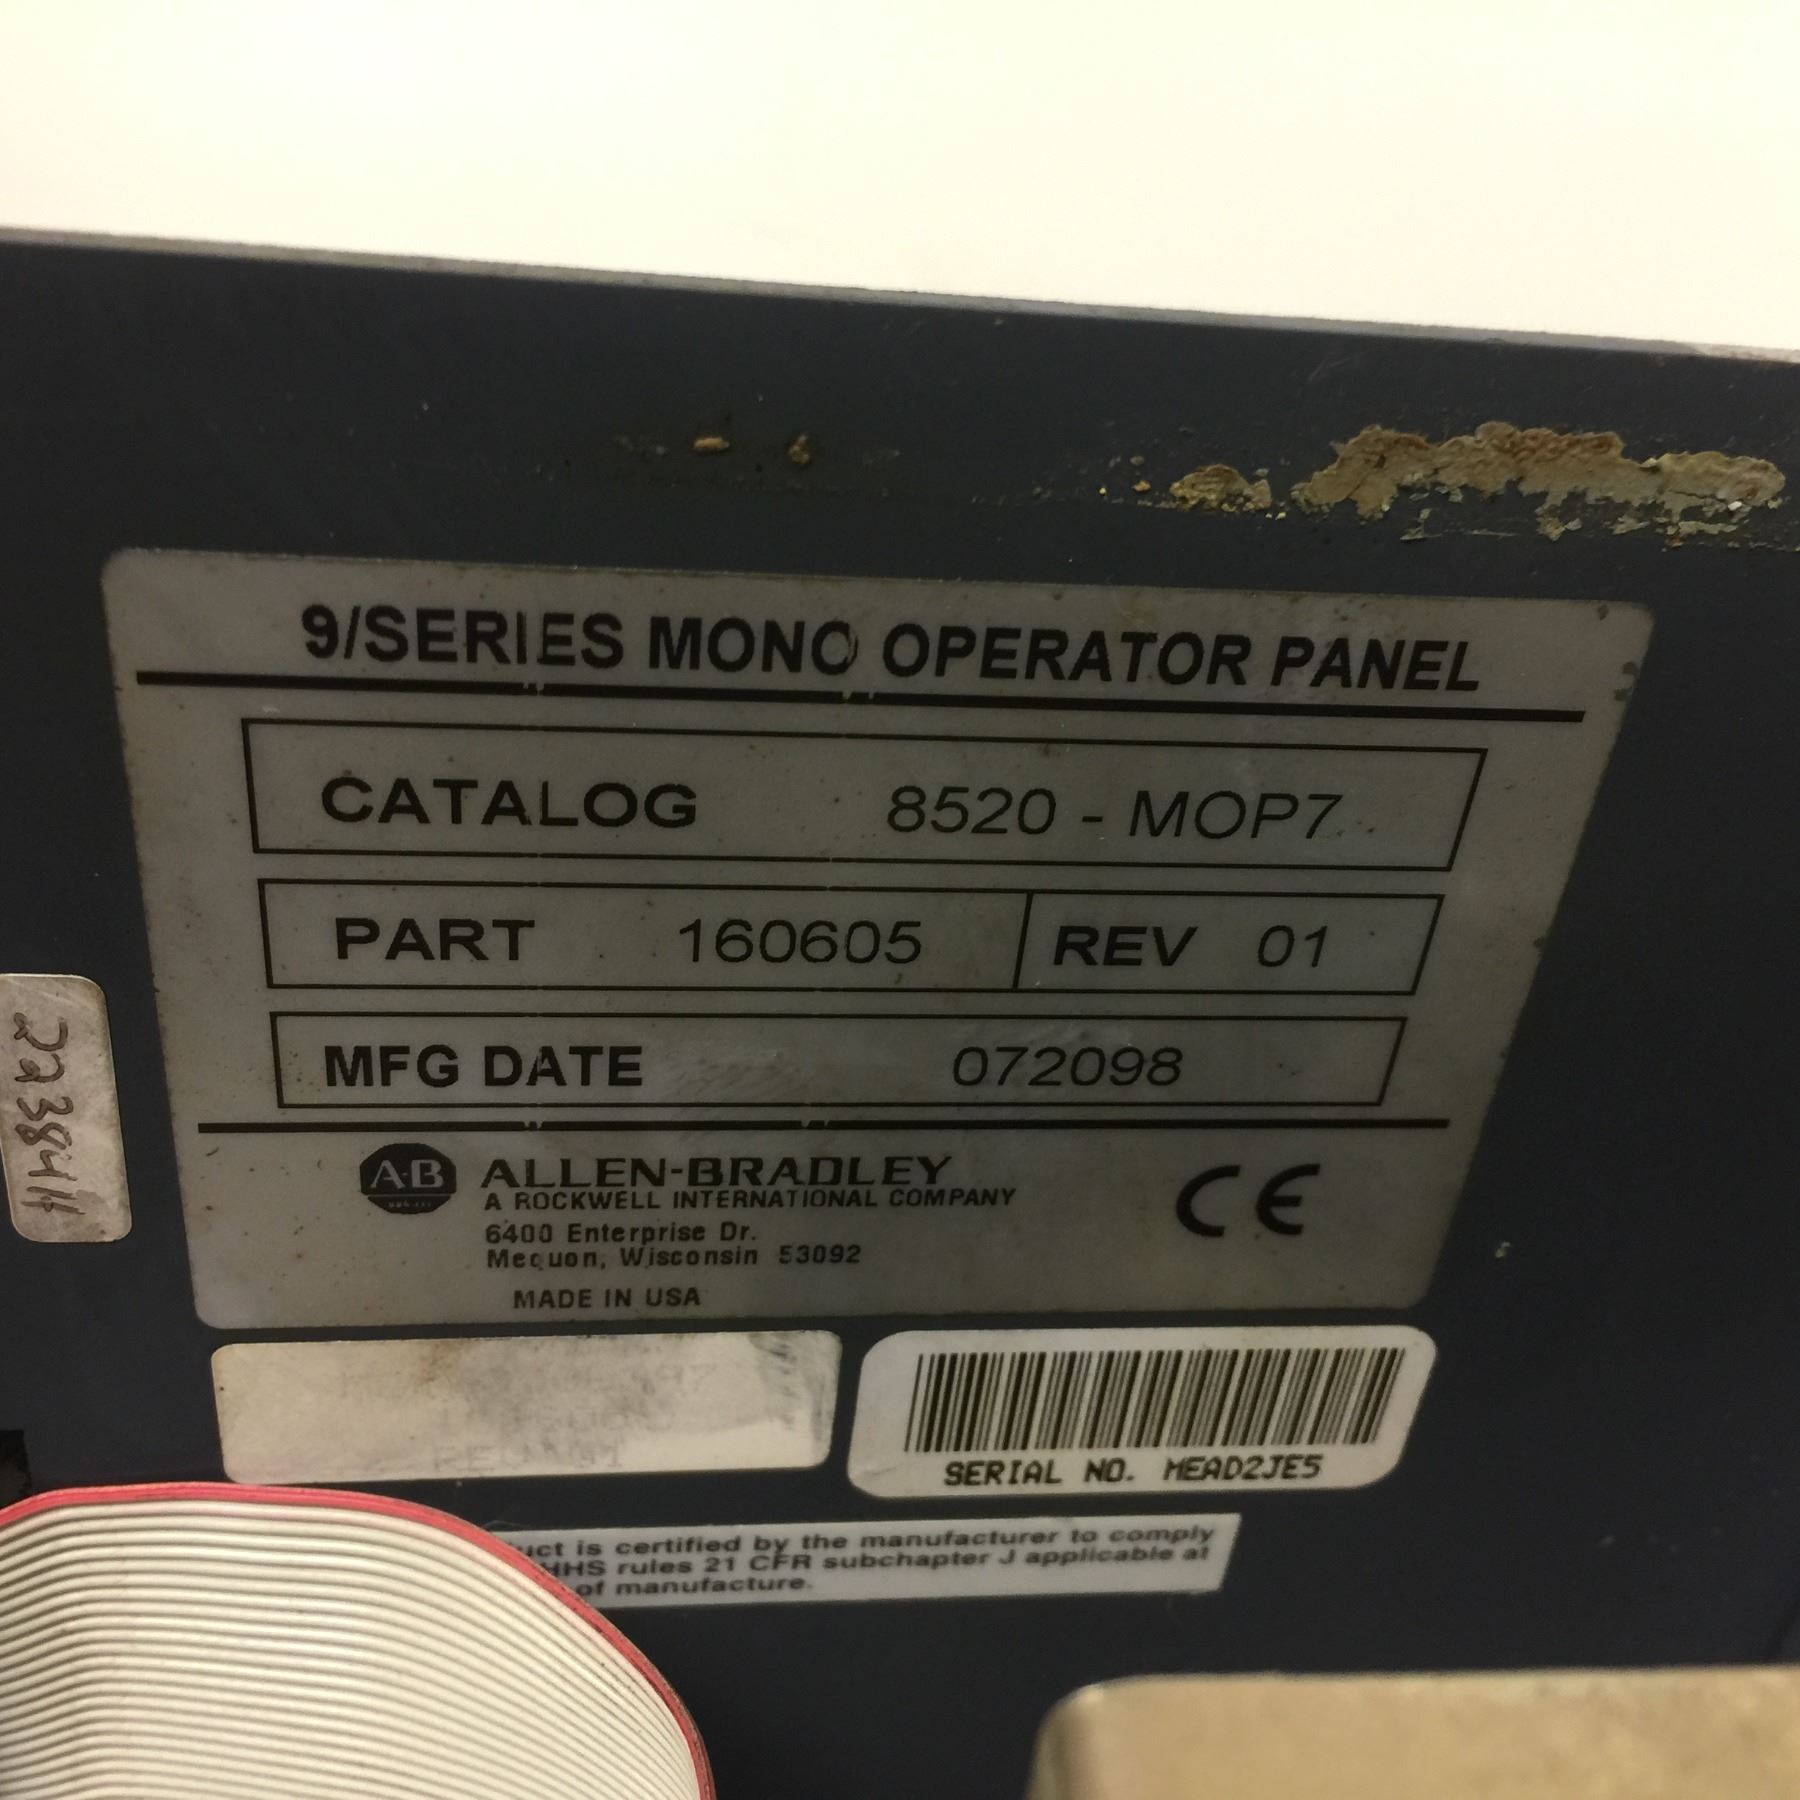 9/SERIES MONO OPERATOR PANEL
CATALOG 8520 - MOP7
PART 160605 REV 01
MFG DATE 072098
A-B ALLEN-BRADLEY
A ROCKWELL INTERNATIONAL COMPANY
6400 Enterprise Dr.
Mequon, Wisconsin 53092
MADE IN USA
CE
SERIAL NO. MEAD2JE5
is certified by the manufacturer to comply
HHS rules 21 CFR subchapter J applicable at
of manufacture.